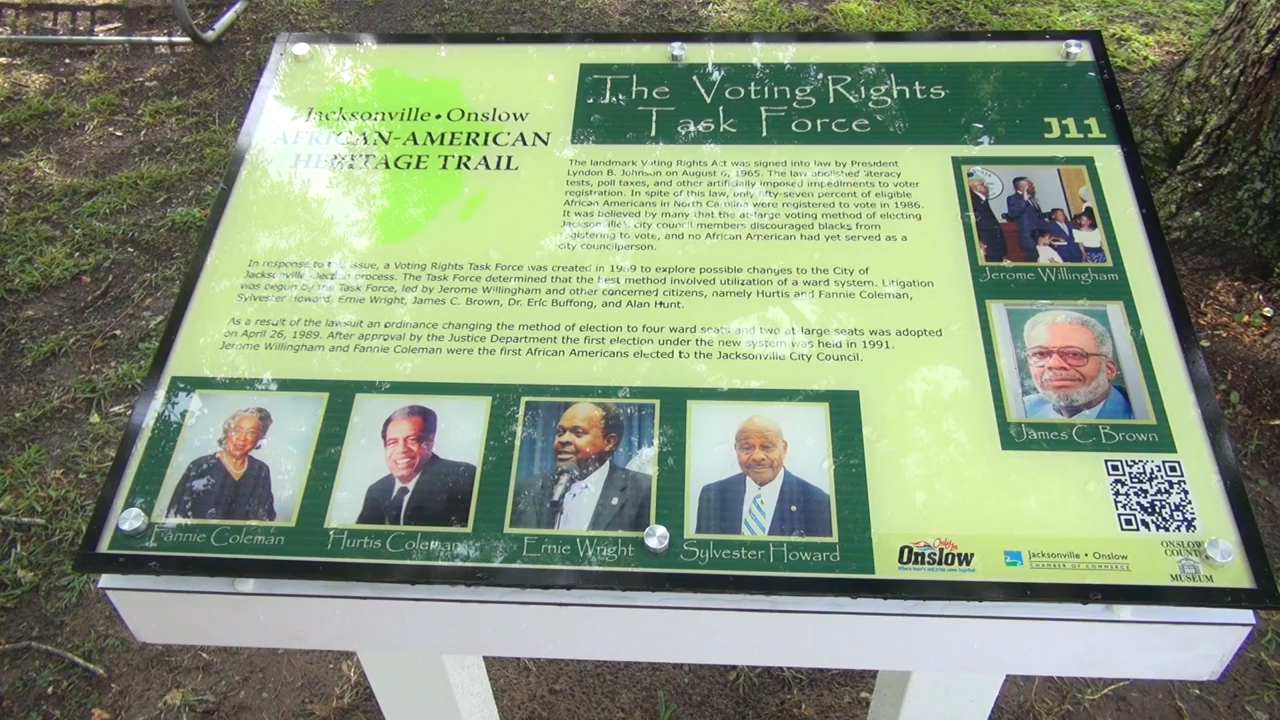 Jacksonville • Onslow
AFRICAN-AMERICAN
HERITAGE TRAIL
The Voting Rights
Task Force
J11
The landmark Voting Rights Act was signed into law by President
Lyndon B. Johnson on August 6, 1965. The law abolished literacy
tests, poll taxes, and other artificially imposed impediments to voter
registration. In spite of this law, only fifty-seven percent of eligible
African Americans in North Carolina were registered to vote in 1986.
It was believed by many that the at-large voting method of electing
Jacksonville's city council members discouraged blacks from
registering to vote, and no African American had yet served as a
city councilperson.
In response to this issue, a Voting Rights Task Force was created in 1989 to explore possible changes to the City of
Jacksonville election process. The Task Force determined that the best method involved utilization of a ward system. Litigation
was begun by the Task Force, led by Jerome Willingham and other concerned citizens, namely Hurtis and Fannie Coleman,
Sylvester Howard, Ernie Wright, James C. Brown, Dr. Eric Buffong, and Alan Hunt.
As a result of the lawsuit an ordinance changing the method of election to four ward seats and two at-large seats was adopted
on April 26, 1989. After approval by the Justice Department the first election under the new system was held in 1991.
Jerome Willingham and Fannie Coleman were the first African Americans elected to the Jacksonville City Council.
Jerome Willingham
James C. Brown
Fannie Coleman
Hurtis Coleman
Ernie Wright
Sylvester Howard
Only In
Onslow
Jacksonville • Onslow
CHAMBER OF COMMERCE
ONSLOW
COUNTY
MUSEUM